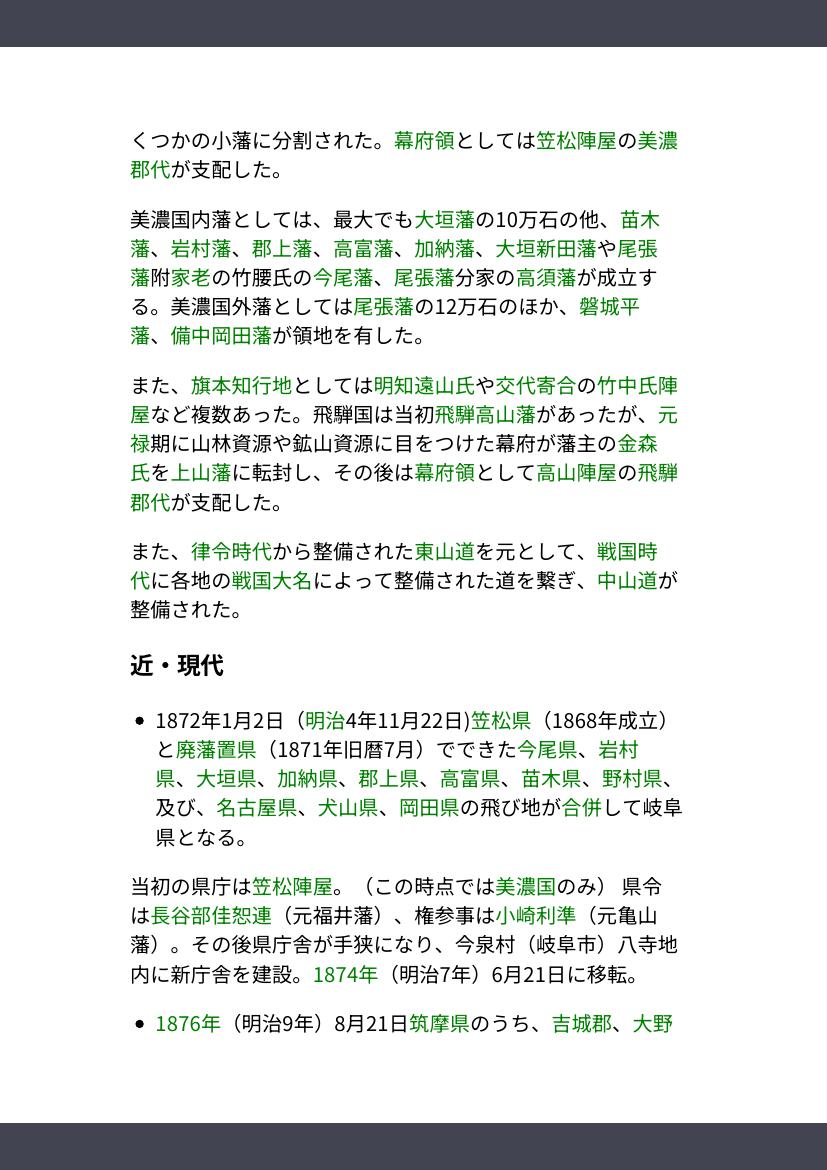 くつかの小藩に分割された。幕府領としては笠松陣屋の美濃
郡代が支配した。
美濃国内藩としては、最大でも大垣藩の10万石の他、苗木
藩、岩村藩、郡上藩、高富藩、加納藩、大垣新田藩や尾張
藩附家老の竹腰氏の今尾藩、尾張藩分家の高須藩が成立す
る。美濃国外藩としては尾張藩の12万石のほか、磐城平
藩、備中岡田藩が領地を有した。
また、旗本知行地としては明知遠山氏や交代寄合の竹中氏陣
屋など複数あった。飛騨国は当初飛騨高山藩があったが、元
禄期に山林資源や鉱山資源に目をつけた幕府が藩主の金森
氏を上山藩に転封し、その後は幕府領として高山陣屋の飛騨
郡代が支配した。
また、律令時代から整備された東山道を元として、戦国時
代に各地の戦国大名によって整備された道を繋ぎ、中山道が
整備された。
近・現代
• 1872年1月2日（明治4年11月22日)笠松県（1868年成立）
と廃藩置県（1871年旧暦7月）でできた今尾県、岩村
県、大垣県、加納県、郡上県、高富県、苗木県、野村県、
及び、名古屋県、犬山県、岡田県の飛び地が合併して岐阜
県となる。
当初の県庁は笠松陣屋。（この時点では美濃国のみ） 県令
は長谷部佳恕連（元福井藩）、権参事は小崎利準（元亀山
藩）。その後県庁舎が手狭になり、今泉村（岐阜市）八寺地
内に新庁舎を建設。1874年（明治7年）6月21日に移転。
• 1876年（明治9年）8月21日筑摩県のうち、吉城郡、大野